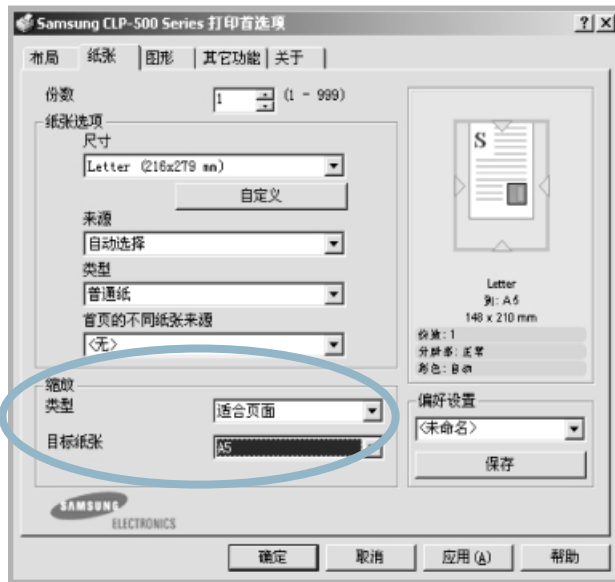 Samsung CLP-500 Series 打印首选项
布局 纸张 图形 其它功能 关于
份数 1 (1 - 999)
纸张选项
尺寸
Letter (216x279 mm)
自定义
来源
自动选择
类型
普通纸
首页的不同纸张来源
<无>
缩放
类型 适合页面
目标纸张 A5
S
Letter
到: A5
148 x 210 mm
份数: 1
分辨率: 正常
彩色: 自动
偏好设置
<未命名>
保存
SAMSUNG
ELECTRONICS
确定 取消 应用(A) 帮助